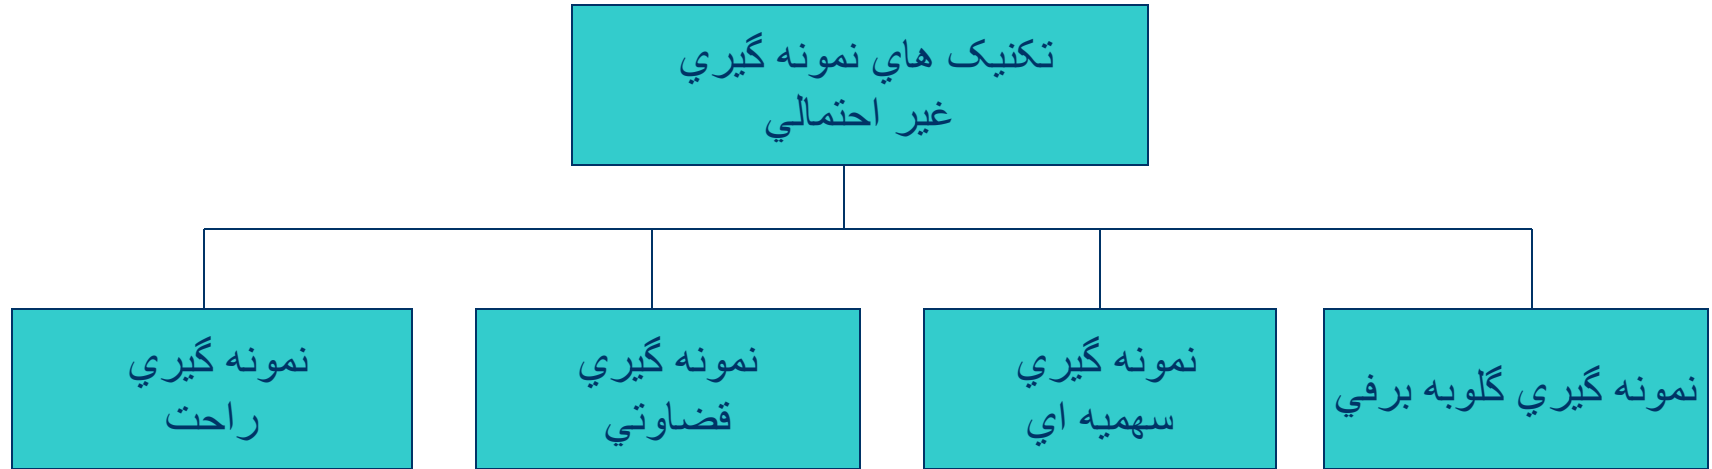 تکنيک هاي نمونه گيري
غير احتمالي
نمونه گيري گلوبه برفي
نمونه گيري
سهميه اي
نمونه گيري
قضاوتي
نمونه گيري
راحت